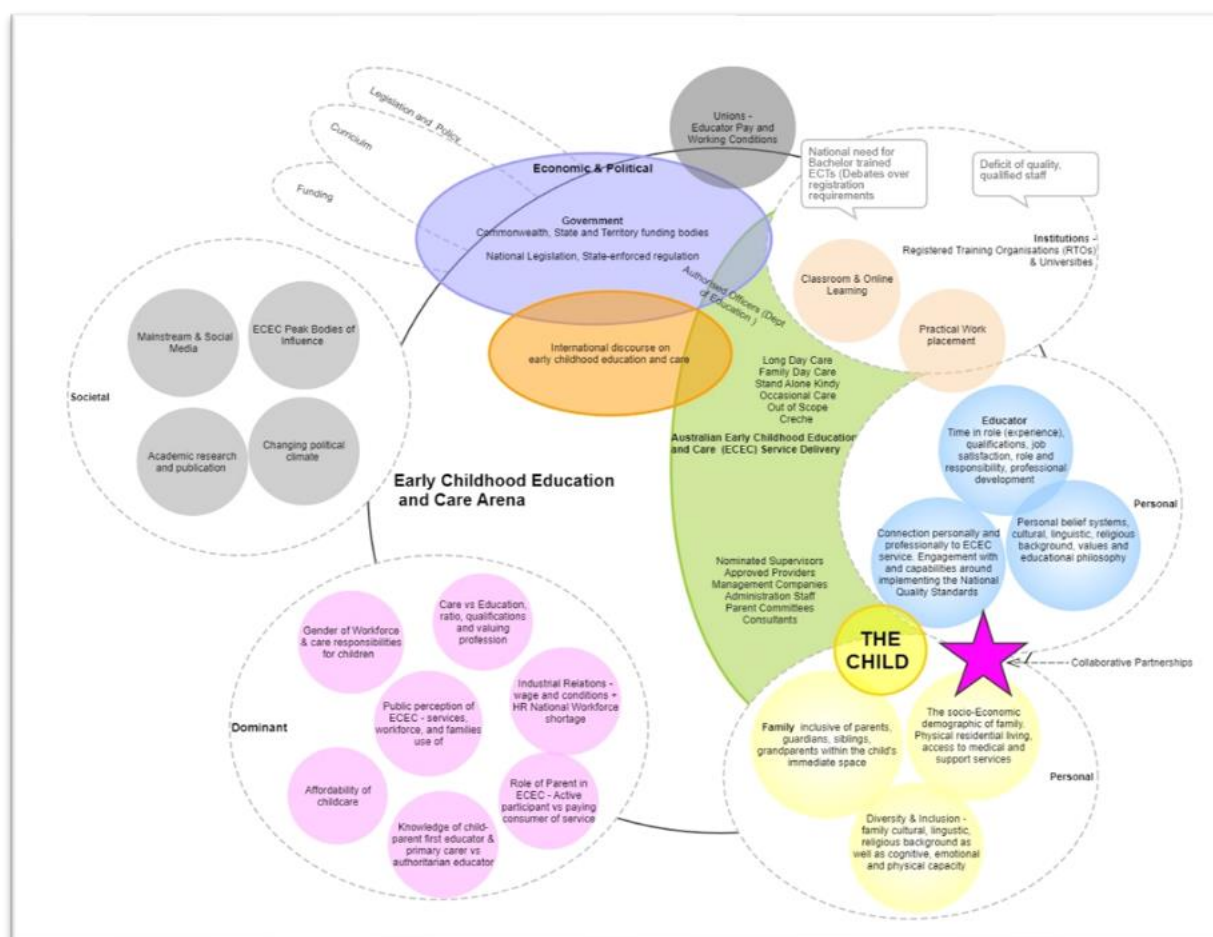 Legislation and Policy
Curriculum
Funding
Unions -
Educator Pay and
Working Conditions
National need for
Bachelor trained
ECTs (Debates over
registration
requirements
Deficit of quality,
qualified staff
Economic & Political
Government
Commonwealth, State and Territory funding bodies
National Legislation, State-enforced regulation
Institutions -
Registered Training Organisations (RTOs)
& Universities
Authorised Officers (Dept
of Education )
Classroom & Online
Learning
Practical Work
placement
International discourse on
early childhood education and care
Mainstream & Social
Media
ECEC Peak Bodies of
Influence
Societal
Academic research
and publication
Changing political
climate
Long Day Care
Family Day Care
Stand Alone Kindy
Occasional Care
Out of Scope
Creche
Australian Early Childhood Education
and Care (ECEC) Service Delivery
Early Childhood Education
and Care Arena
Educator
Time in role (experience),
qualifications, job
satisfaction, role and
responsibility, professional
development
Personal
Connection personally and
professionally to ECEC
service. Engagement with
and capabilities around
implementing the National
Quality Standards
Personal belief systems,
cultural, linguistic, religious
background, values and
educational philosophy
Nominated Supervisors
Approved Providers
Management Companies
Administration Staff
Parent Committees
Consultants
THE
CHILD
Collaborative Partnerships
Gender of Workforce
& care responsibilities
for children
Care vs Education,
ratio, qualifications
and valuing
profession
Industrial Relations -
wage and conditions +
HR National Workforce
shortage
Dominant
Public perception of
ECEC - services,
workforce, and families
use of
Affordability of
childcare
Role of Parent in
ECEC - Active
participant vs paying
consumer of service
Knowledge of child-
parent first educator &
primary carer vs
authoritarian educator
Family inclusive of parents,
guardians, siblings,
grandparents within the child's
immediate space
The socio-Economic
demographic of family.
Physical residential living,
access to medical and
support services
Personal
Diversity & Inclusion -
family cultural, lingustic,
religious background as
well as cognitive, emotional
and physical capacity